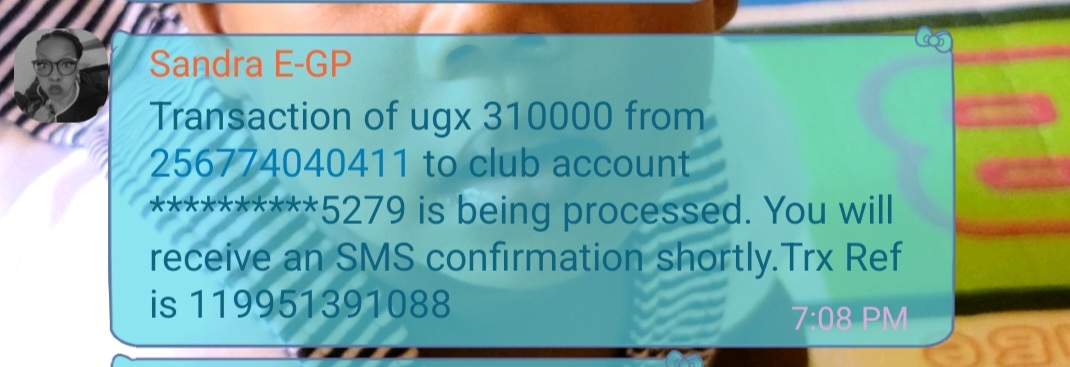 Sandra E-GP
Transaction of ugx 310000 from
256774040411 to club account
**********5279 is being processed. You will
receive an SMS confirmation shortly.Trx Ref
is 119951391088
7:08 PM